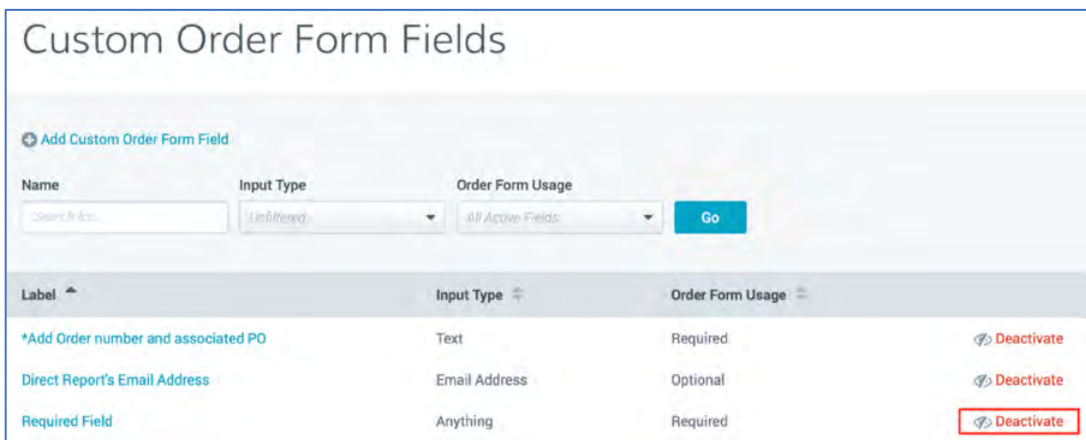 Custom Order Form Fields
Add Custom Order Form Field
Name Input Type Order Form Usage
Search for... Unfiltered All Active Fields Go
Label Input Type Order Form Usage
*Add Order number and associated PO Text Required Deactivate
Direct Report's Email Address Email Address Optional Deactivate
Required Field Anything Required Deactivate